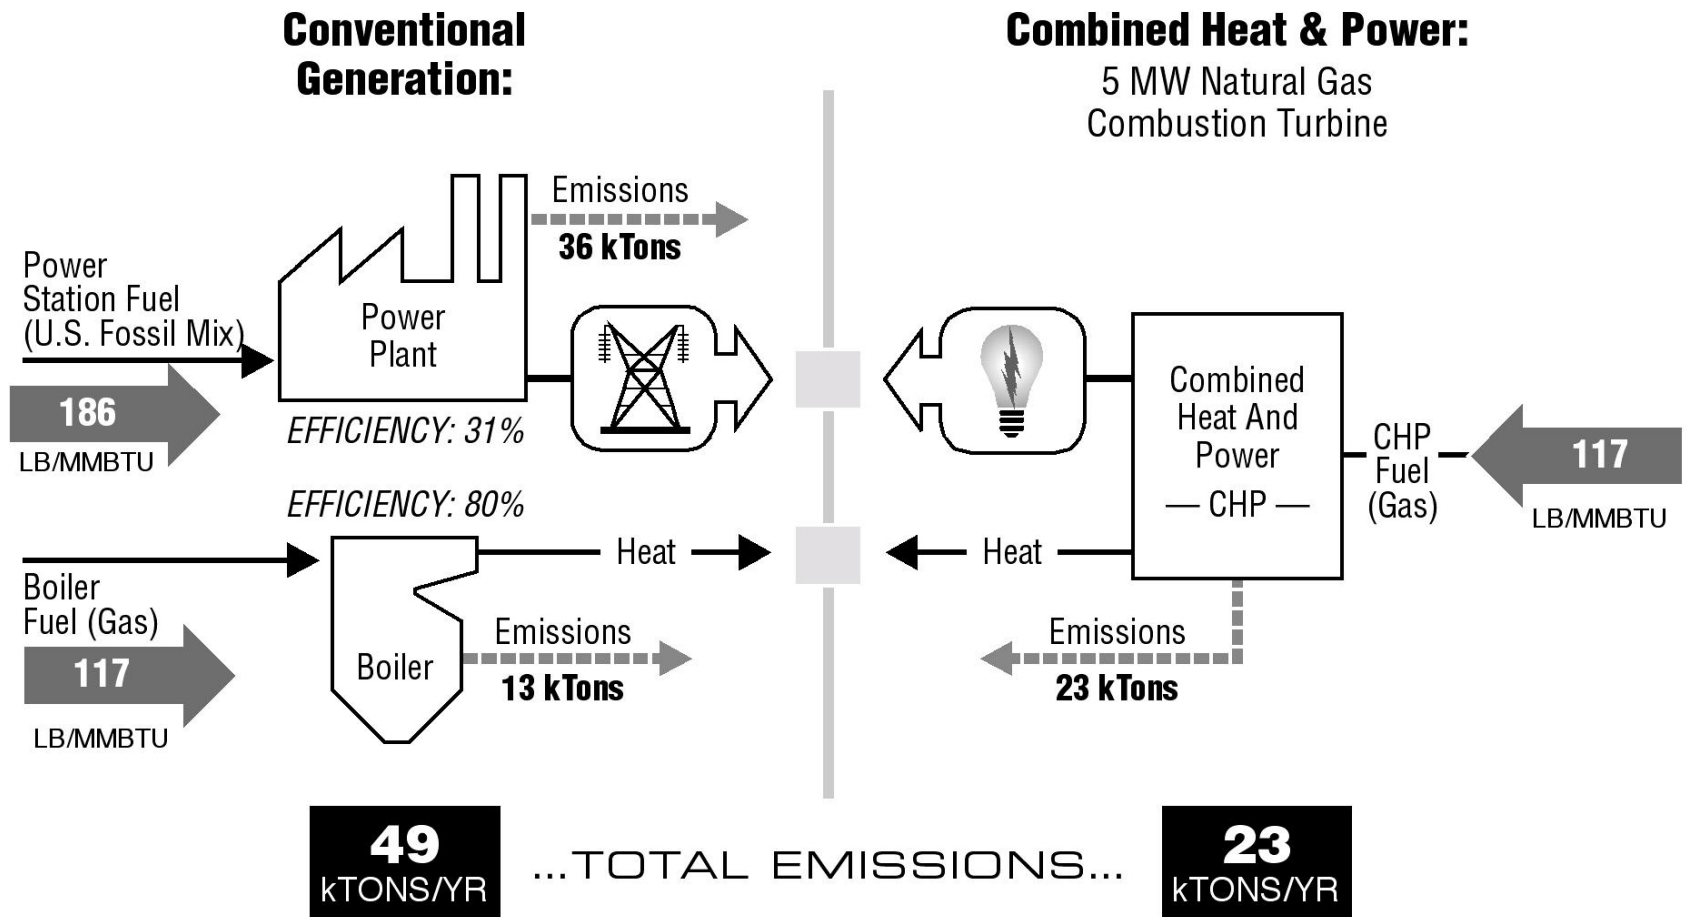 Conventional
Generation:
Combined Heat & Power:
5 MW Natural Gas
Combustion Turbine
Emissions
36 kTons
Power
Station Fuel
(U.S. Fossil Mix)
186
LB/MMBTU
Power
Plant
EFFICIENCY: 31%
EFFICIENCY: 80%
Boiler
Fuel (Gas)
117
LB/MMBTU
Boiler
Heat
Emissions
13 kTons
Combined
Heat And
Power
— CHP —
CHP
Fuel
(Gas)
117
LB/MMBTU
Heat
Emissions
23 kTons
49
kTONS/YR
...TOTAL EMISSIONS...
23
kTONS/YR